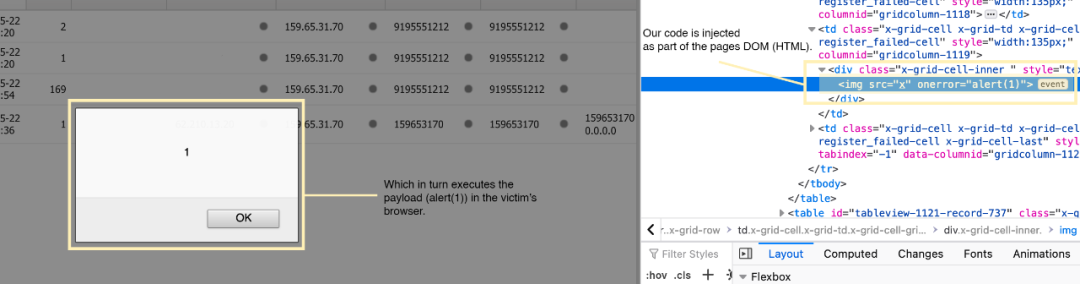 5-22
:20
2
159.65.31.70
9195551212
9195551212
5-22
:20
1
159.65.31.70
9195551212
9195551212
5-22
:54
169
159.65.31.70
9195551212
9195551212
5-22
:36
1
159.65.31.70
159653170
159653170
159653170
0.0.0.0
1
OK
Which in turn executes the
payload (alert(1)) in the victim's
browser.
Our code is injected
as part of the pages DOM (HTML).
register_failed-cell" style="width:135px;"
columnid="gridcolumn-1118"> </td>
<td class="x-grid-cell x-grid-td x-grid-ce
register_failed-cell" style="width:135px;"
columnid="gridcolumn-1119">
<div class="x-grid-cell-inner " style="te
<img src="x" onerror="alert(1)"> event
</div>
</td>
<td class="x-grid-cell x-grid-td x-grid-ce
register_failed-cell x-grid-cell-last" sty
tabindex="-1" data-columnid="gridcolumn-112
</tr>
</tbody>
</table>
<table id="tableview-1121-record-737" class="x-g
r..x-grid-row > td.x-grid-cell.x-grid-td.x-grid-cell-gri... > div.x-grid-cell-inner. > img
Filter Styles
Layout Computed Changes Fonts Animations
:hov .cls +
Flexbox